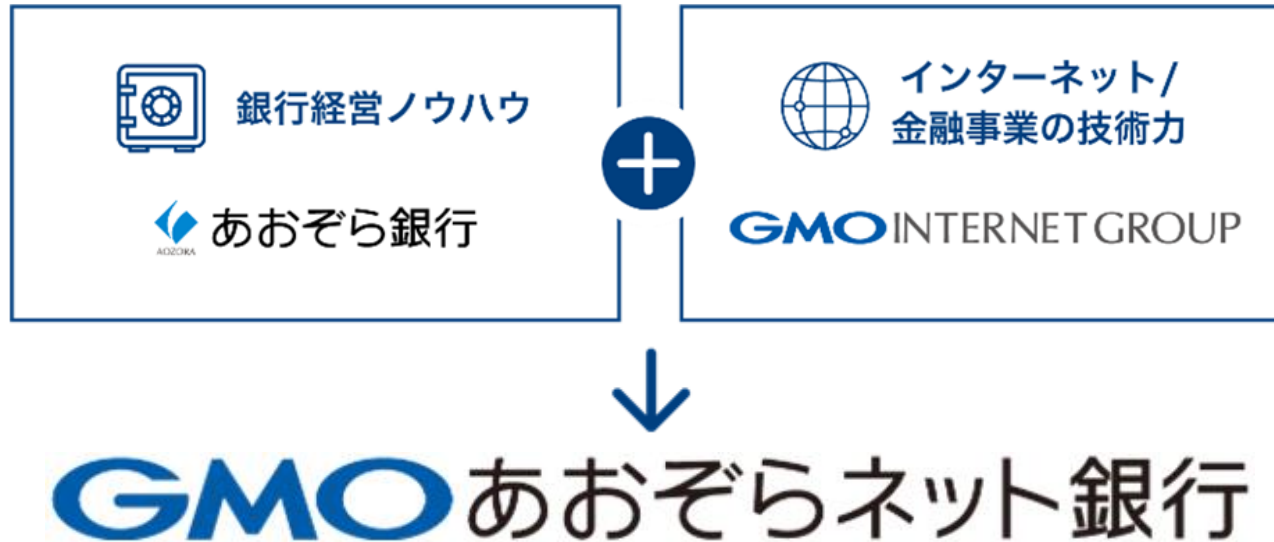 銀行経営ノウハウ
AOZORA
あおぞら銀行
インターネット/
金融事業の技術力
GMO INTERNET GROUP
GMOあおぞらネット銀行